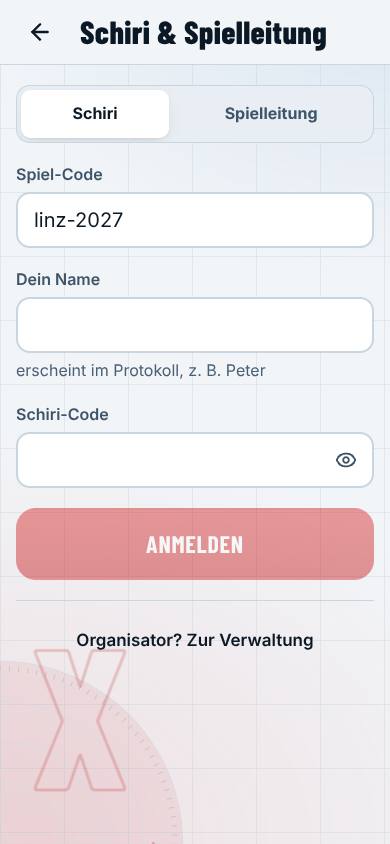 Schiri & Spielleitung
Schiri
Spielleitung
Spiel-Code
linz-2027
Dein Name
erscheint im Protokoll, z. B. Peter
Schiri-Code
ANMELDEN
Organisator? Zur Verwaltung
X